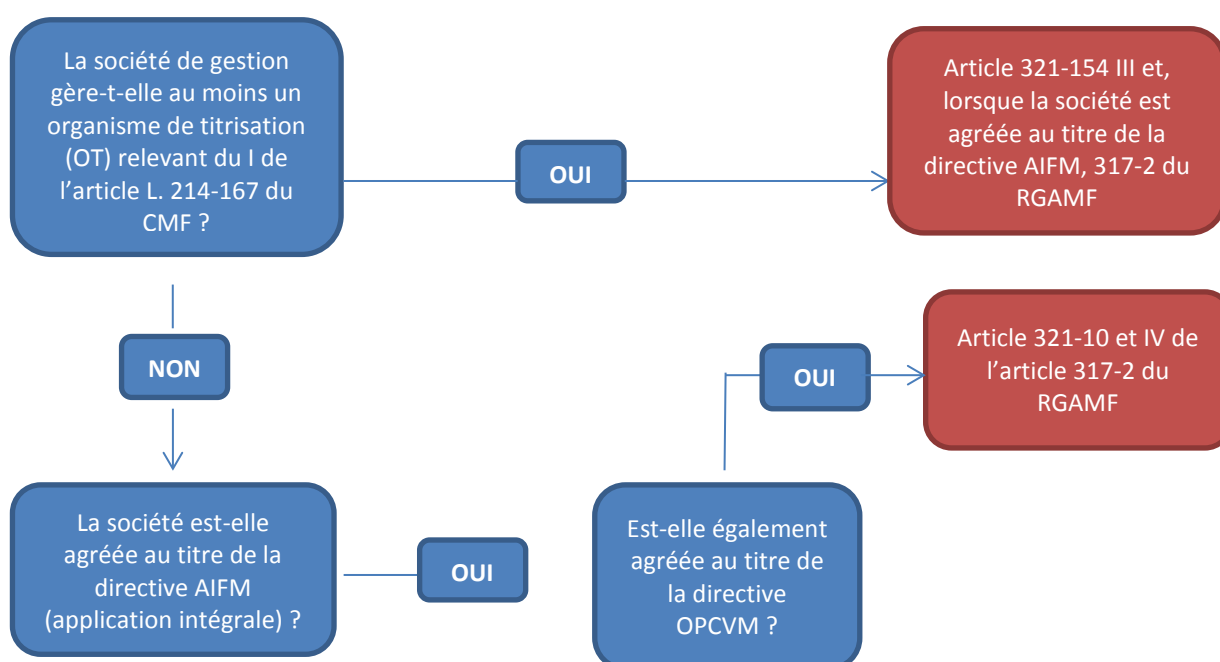 La société de gestion
gère-t-elle au moins un
organisme de titrisation
(OT) relevant du I de
l'article L. 214-167 du
CMF ?
OUI
Article 321-154 III et,
lorsque la société est
agréée au titre de la
directive AIFM, 317-2 du
RGAMF
NON
OUI
Article 321-10 et IV de
l'article 317-2 du
RGAMF
La société est-elle
agréée au titre de la
directive AIFM
(application intégrale) ?
OUI
Est-elle également
agréée au titre de
la directive
OPCVM ?